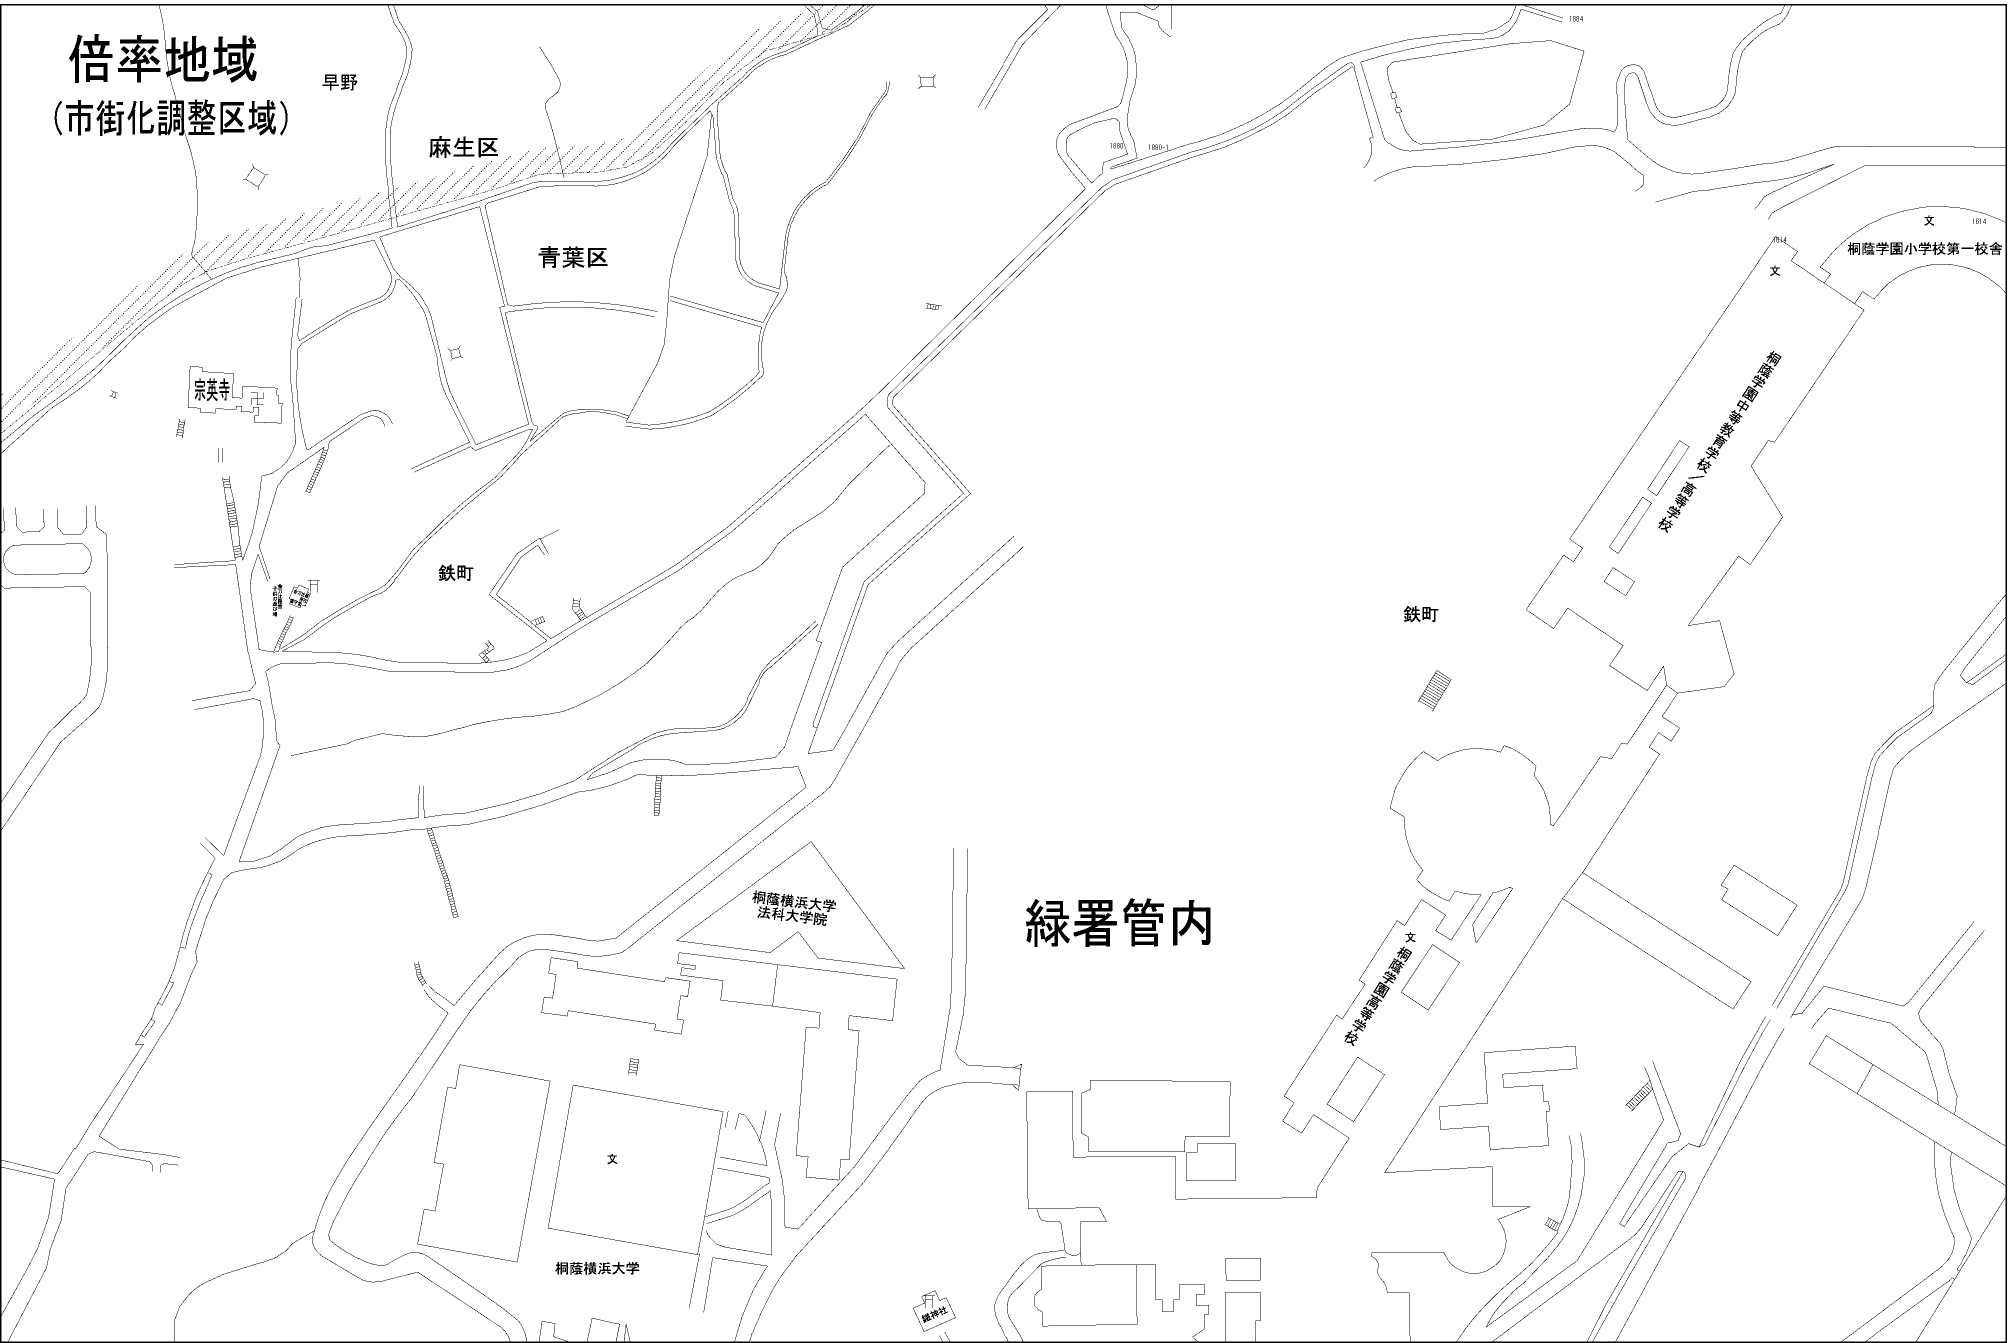 倍率地域
（市街化調整区域）
早野
麻生区
青葉区
1884
1880
1880-1
文
1614
桐蔭学園小学校第一校舎
1614
文
桐蔭学園中等教育学校／高等学校
宗英寺
鉄町
鉄町
桐蔭横浜大学
法科大学院
緑署管内
文
桐蔭学園高等学校
文
桐蔭横浜大学
鐵神社